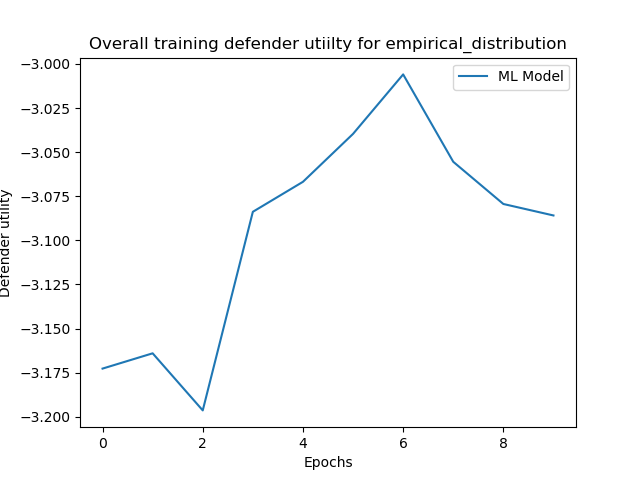 Overall training defender utiilty for empirical_distribution
ML Model
−3.000
−3.025
−3.050
−3.075
−3.100
−3.125
−3.150
−3.175
−3.200
Defender utility
0 2 4 6 8
Epochs